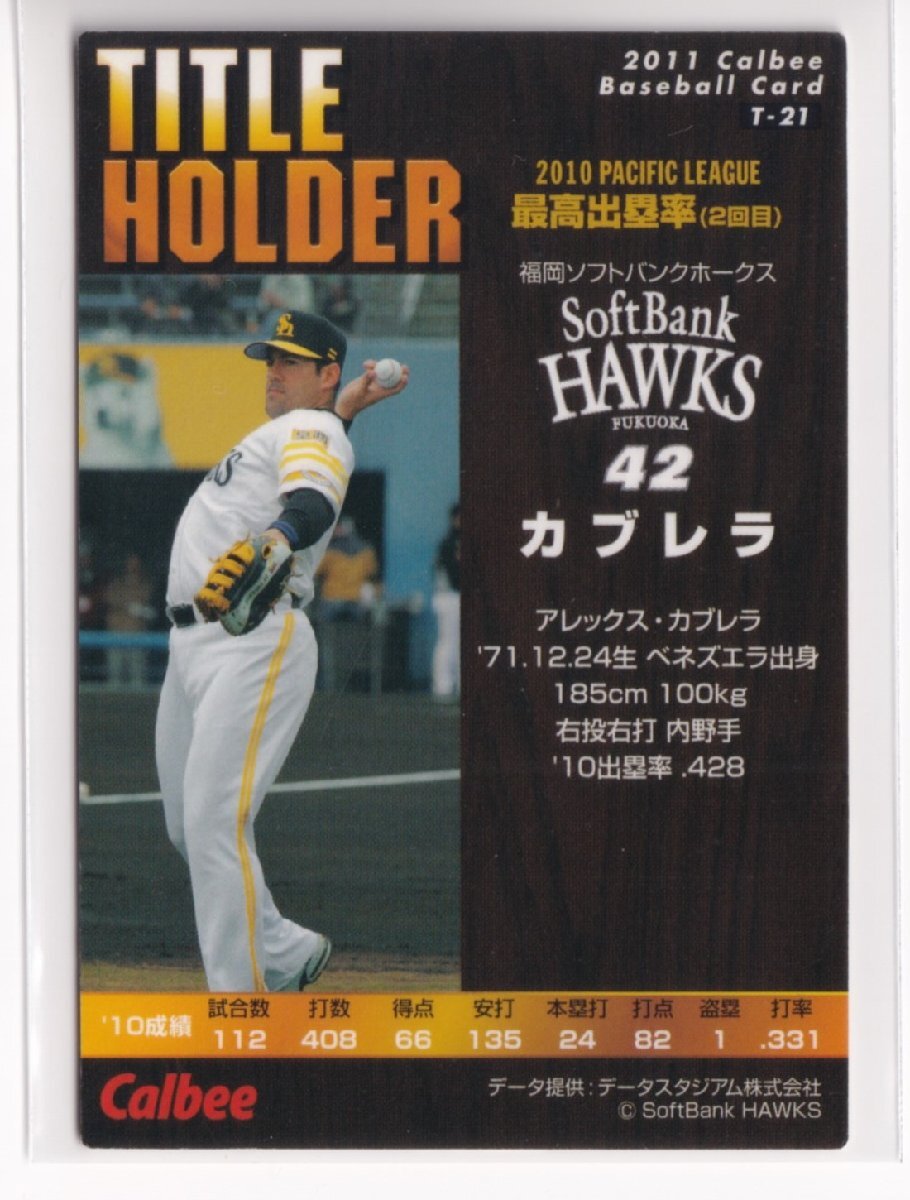 TITLE
HOLDER
2011 Calbee
Baseball Card
T-21
2010 PACIFIC LEAGUE
最高出塁率(2回目)
福岡ソフトバンクホークス
SoftBank
HAWKS
FUKUOKA
42
カブレラ
アレックス・カブレラ
'71.12.24生 ベネズエラ出身
185cm 100kg
右投右打 内野手
'10出塁率 .428
'10成績 試合数 打数 得点 安打 本塁打 打点 盗塁 打率
112 408 66 135 24 82 1 .331
Calbee
データ提供:データスタジアム株式会社
© SoftBank HAWKS